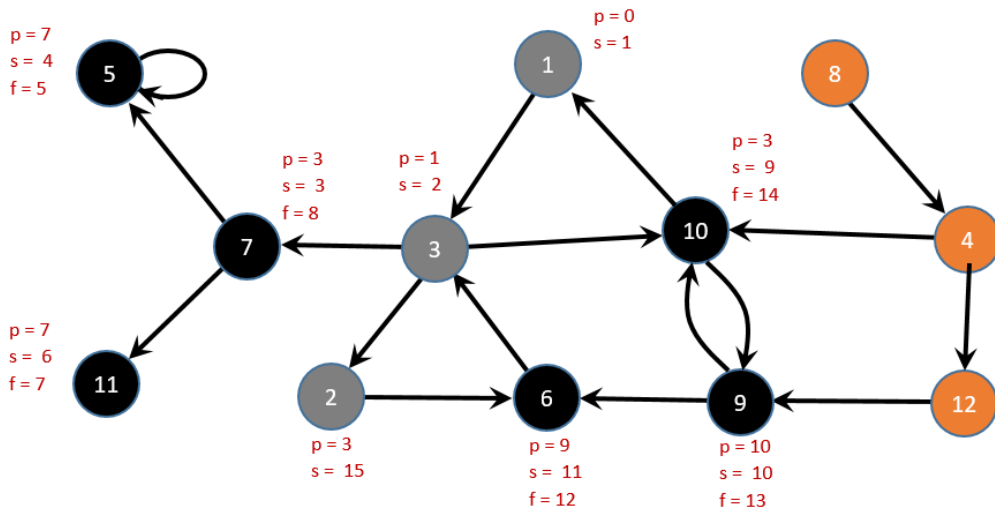 p = 7
s = 4
f = 5
5
p = 0
s = 1
1
8
p = 3
s = 3
f = 8
7
p = 1
s = 2
3
p = 3
s = 9
f = 14
10
4
p = 7
s = 6
f = 7
11
2
p = 3
s = 15
6
p = 9
s = 11
f = 12
9
p = 10
s = 10
f = 13
12